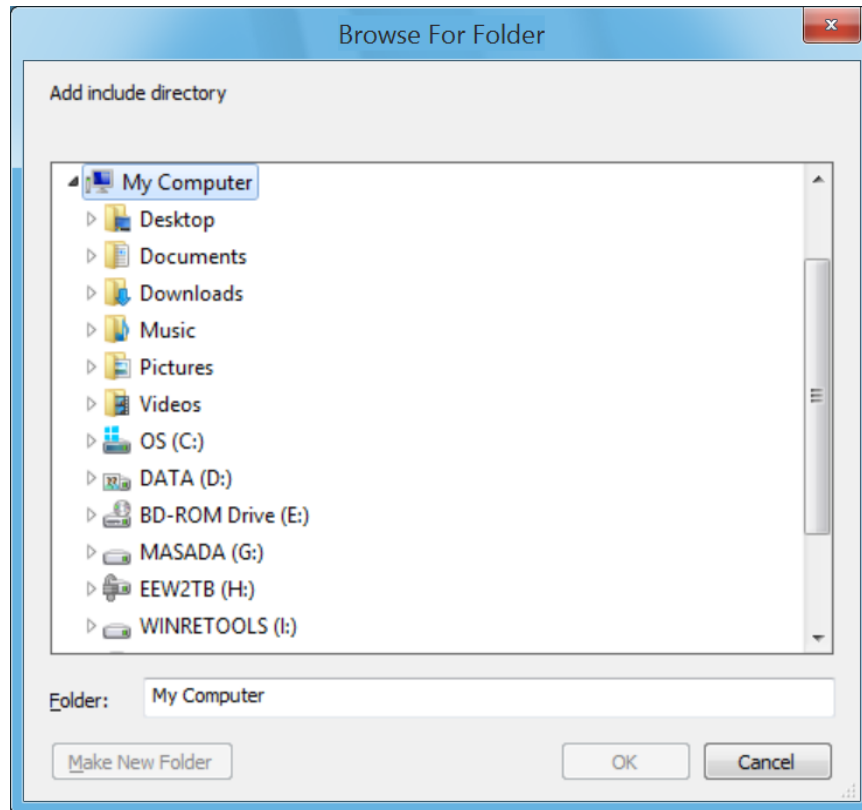 Browse For Folder
x
Add include directory
My Computer
Desktop
Documents
Downloads
Music
Pictures
Videos
OS (C:)
DATA (D:)
BD-ROM Drive (E:)
MASADA (G:)
EEW2TB (H:)
WINRETOOLS (I:)
Folder: My Computer
Make New Folder OK Cancel